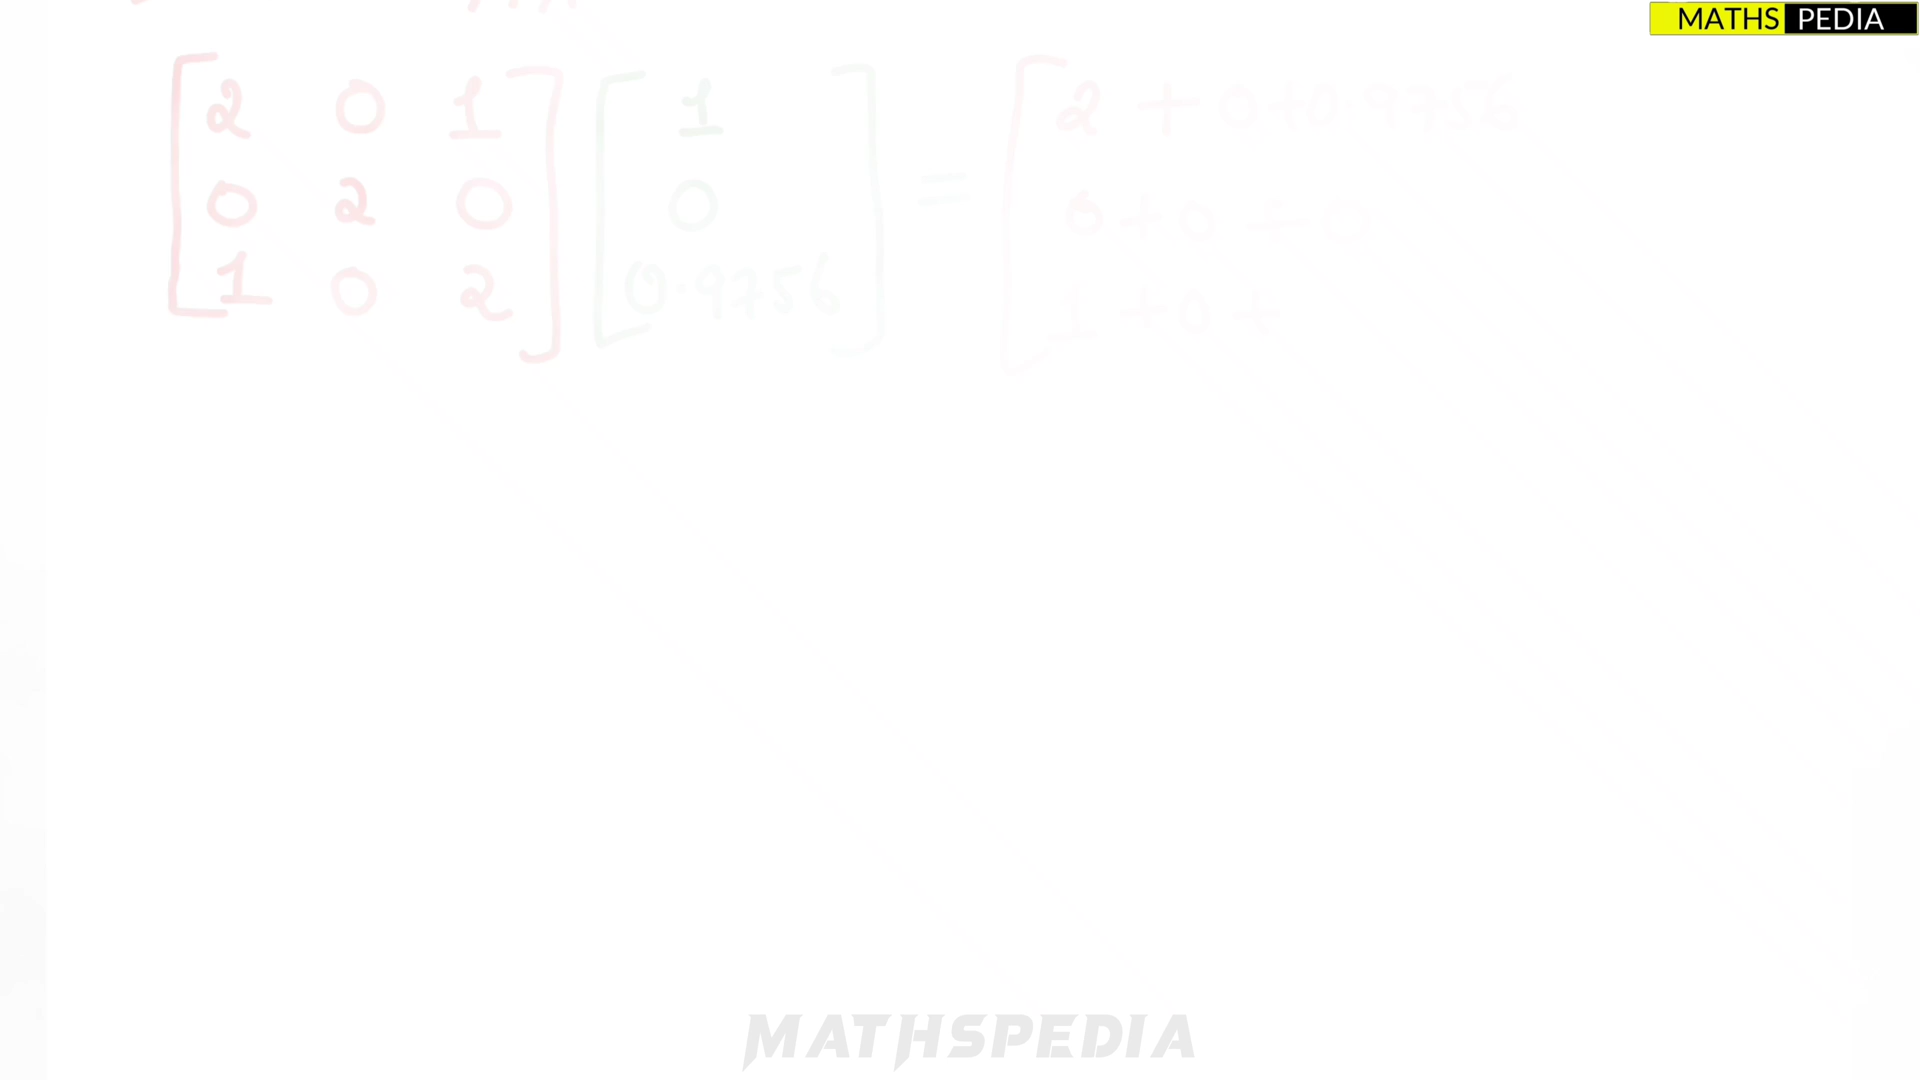 MATHS PEDIA
2 0 1 1 2 + 0+0.9756
0 2 0 0 = 0 + 0 + 0
1 0 2 0.9756 1 + 0 +
MATHSPEDIA